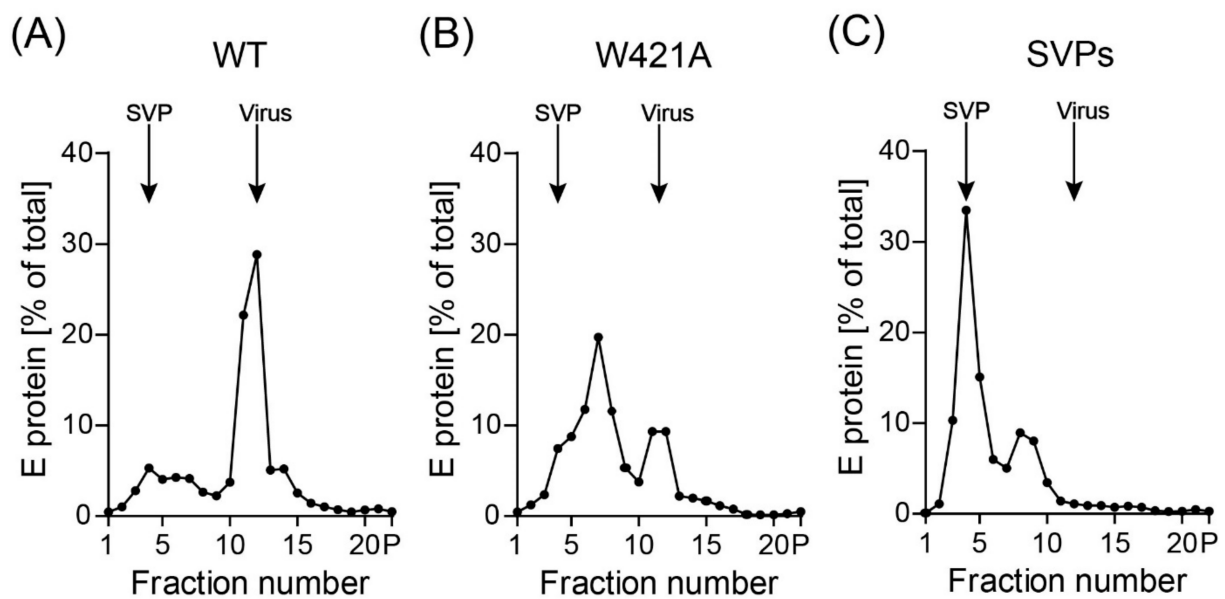 (A)
WT
SVP Virus
E protein [% of total]
40
30
20
10
0
1 5 10 15 20P
Fraction number
(B)
W421A
SVP Virus
E protein [% of total]
40
30
20
10
0
1 5 10 15 20P
Fraction number
(C)
SVPs
SVP Virus
E protein [% of total]
40
30
20
10
0
1 5 10 15 20P
Fraction number